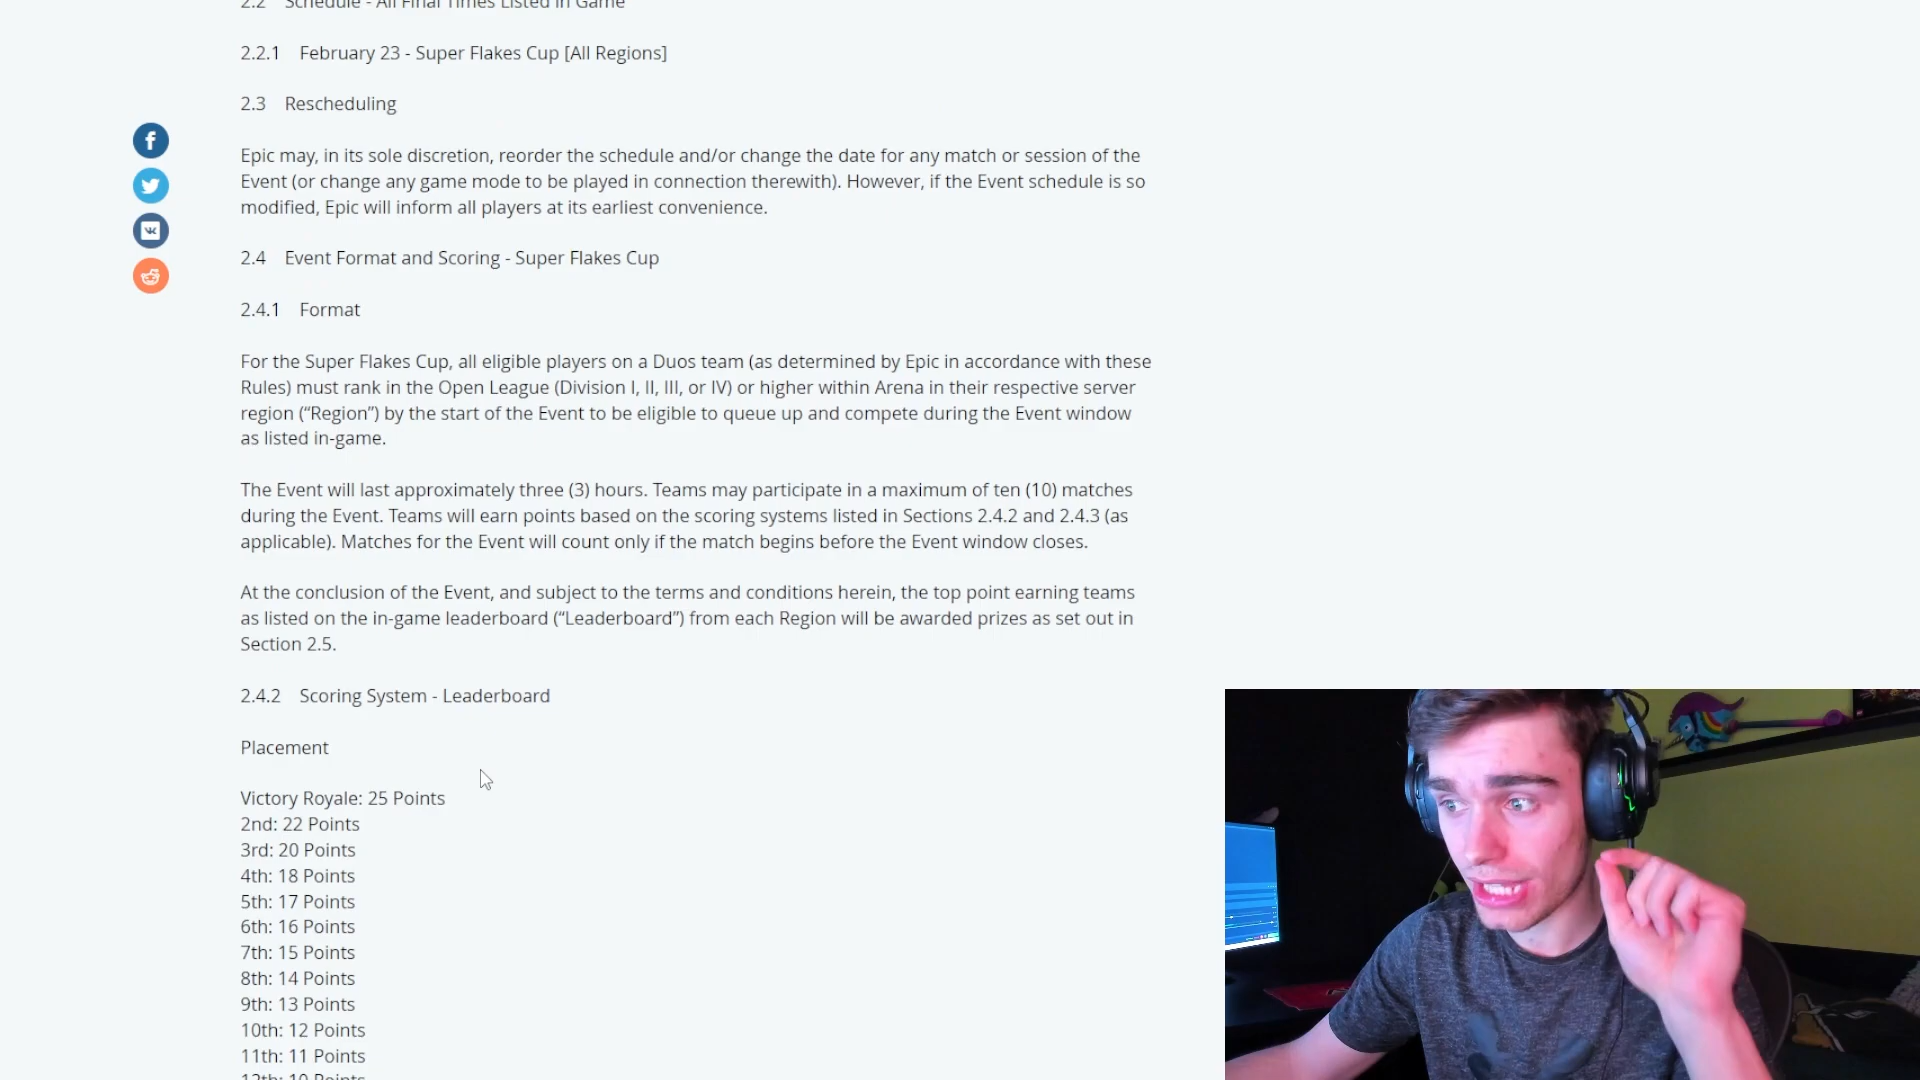 2.2 Schedule - All Final Times Listed in Game
2.2.1 February 23 - Super Flakes Cup [All Regions]
2.3 Rescheduling
Epic may, in its sole discretion, reorder the schedule and/or change the date for any match or session of the
Event (or change any game mode to be played in connection therewith). However, if the Event schedule is so
modified, Epic will inform all players at its earliest convenience.
2.4 Event Format and Scoring - Super Flakes Cup
2.4.1 Format
For the Super Flakes Cup, all eligible players on a Duos team (as determined by Epic in accordance with these
Rules) must rank in the Open League (Division I, II, III, or IV) or higher within Arena in their respective server
region (“Region”) by the start of the Event to be eligible to queue up and compete during the Event window
as listed in-game.
The Event will last approximately three (3) hours. Teams may participate in a maximum of ten (10) matches
during the Event. Teams will earn points based on the scoring systems listed in Sections 2.4.2 and 2.4.3 (as
applicable). Matches for the Event will count only if the match begins before the Event window closes.
At the conclusion of the Event, and subject to the terms and conditions herein, the top point earning teams
as listed on the in-game leaderboard (“Leaderboard”) from each Region will be awarded prizes as set out in
Section 2.5.
2.4.2 Scoring System - Leaderboard
Placement
Victory Royale: 25 Points
2nd: 22 Points
3rd: 20 Points
4th: 18 Points
5th: 17 Points
6th: 16 Points
7th: 15 Points
8th: 14 Points
9th: 13 Points
10th: 12 Points
11th: 11 Points
12th: 10 Points